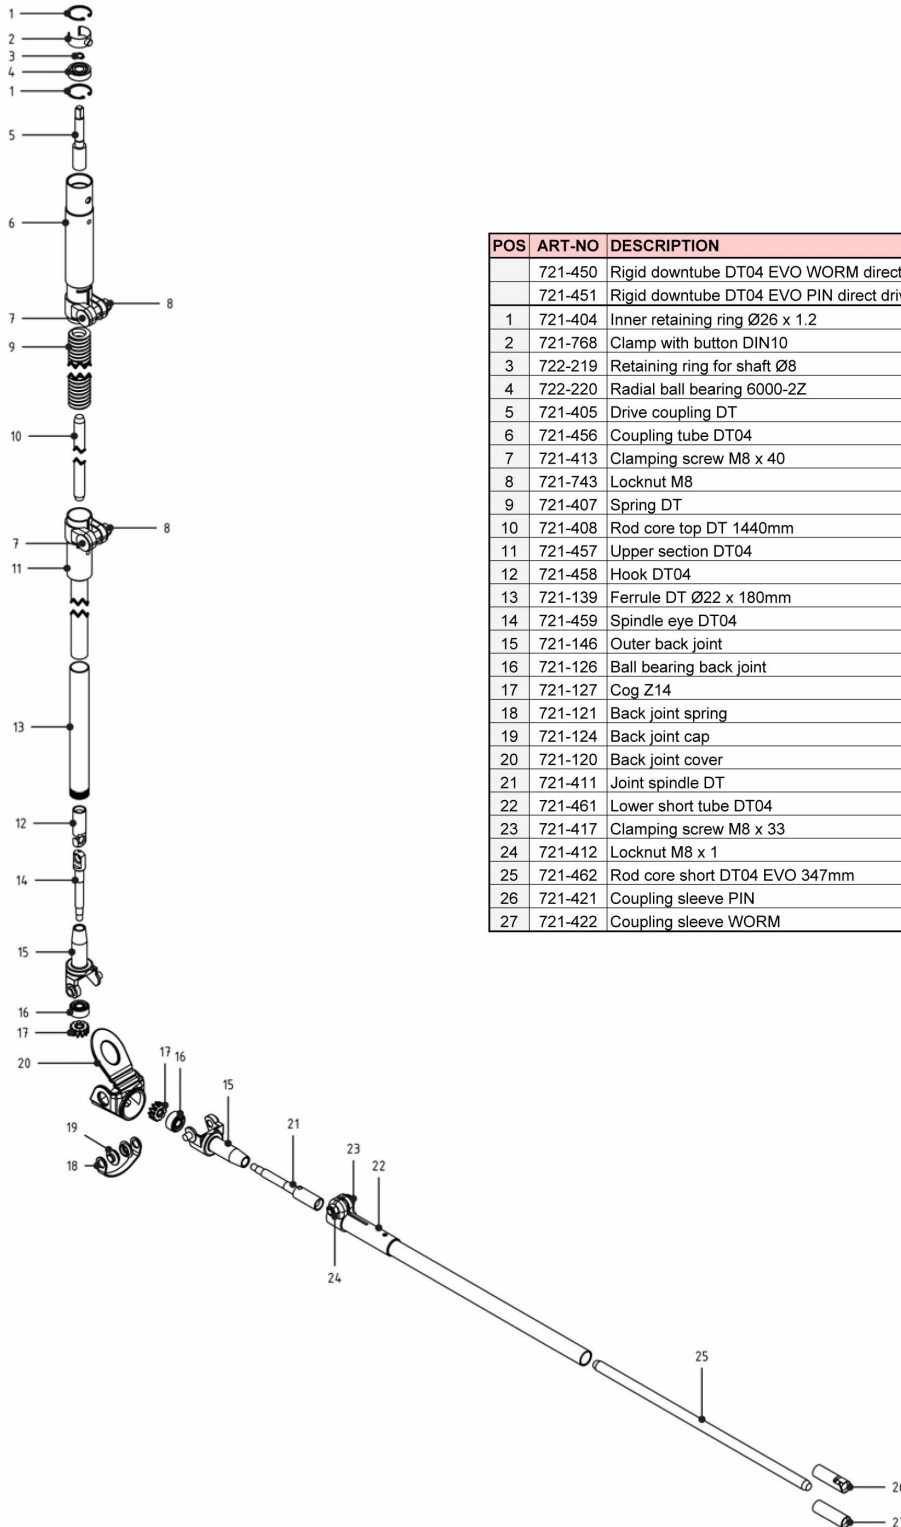 1
2
3
4
1
5
6
8
7
9
10
8
7
11
13
12
14
15
16
17
20
17 16
15
19
18
21
23
22
24
25
POS ART-NO DESCRIPTION
721-450 Rigid downtube DT04 EVO WORM direct
721-451 Rigid downtube DT04 EVO PIN direct
1 721-404 Inner retaining ring Ø26 x 1.2
2 721-768 Clamp with button DIN10
3 722-219 Retaining ring for shaft Ø8
4 722-220 Radial ball bearing 6000-2Z
5 721-405 Drive coupling DT
6 721-456 Coupling tube DT04
7 721-413 Clamping screw M8 x 40
8 721-743 Locknut M8
9 721-407 Spring DT
10 721-408 Rod core top DT 1440mm
11 721-457 Upper section DT04
12 721-458 Hook DT04
13 721-139 Ferrule DT Ø22 x 180mm
14 721-459 Spindle eye DT04
15 721-146 Outer back joint
16 721-126 Ball bearing back joint
17 721-127 Cog Z14
18 721-121 Back joint spring
19 721-124 Back joint cap
20 721-120 Back joint cover
21 721-411 Joint spindle DT
22 721-461 Lower short tube DT04
23 721-417 Clamping screw M8 x 33
24 721-412 Locknut M8 x 1
25 721-462 Rod core short DT04 EVO 347mm
26 721-421 Coupling sleeve PIN
27 721-422 Coupling sleeve WORM